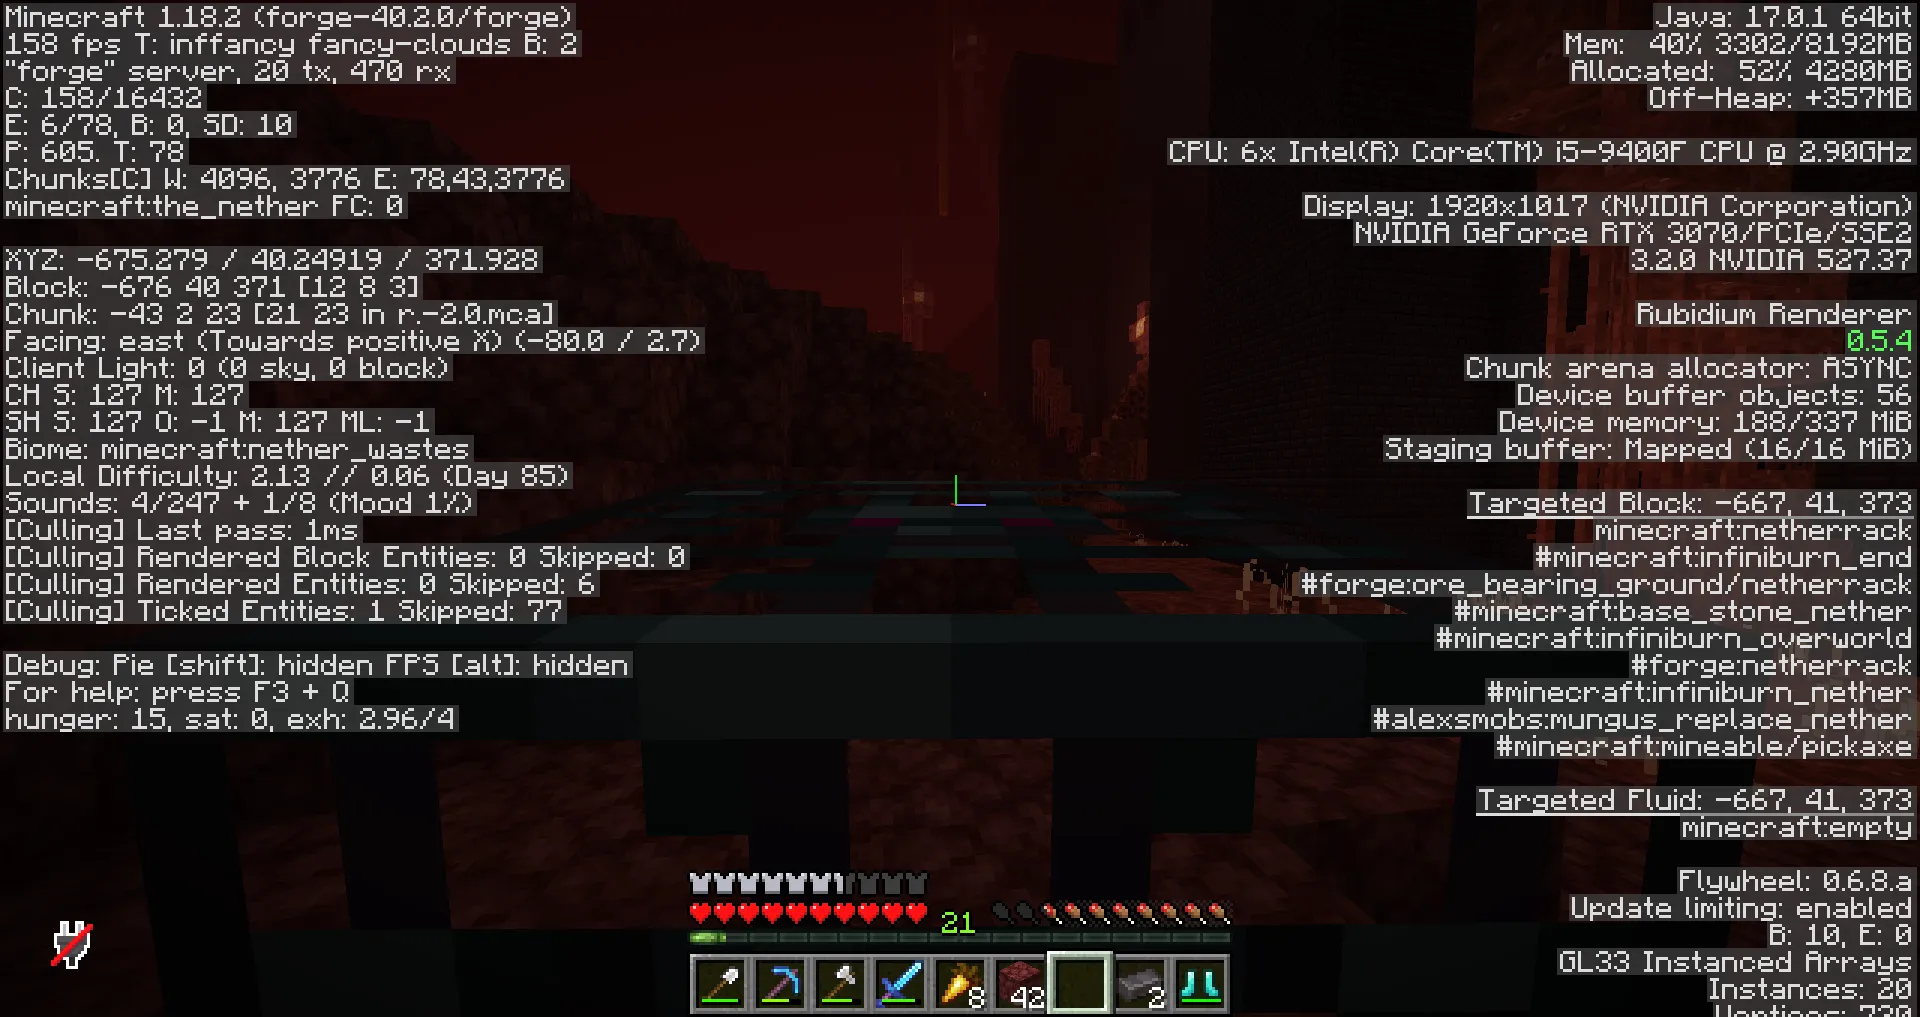 Minecraft 1.18.2 (forge-40.2.0/forge)
158 fps T: inffancy fancy-clouds B: 2
"forge" server, 20 tx, 470 rx
C: 158/16432
E: 6/78, B: 0, SD: 10
P: 605. T: 78
Chunks[C] W: 4096, 3776 E: 78,43,3776
minecraft:the_nether FC: 0
XYZ: -675.279 / 40.24919 / 371.928
Block: -676 40 371 [12 8 3]
Chunk: -43 2 23 [21 23 in r.-2.0.mca]
Facing: east (Towards positive X) (-80.0 / 2.7)
Client Light: 0 (0 sky, 0 block)
CH S: 127 M: 127
SH S: 127 O: -1 M: 127 ML: -1
Biome: minecraft:nether_wastes
Local Difficulty: 2.13 // 0.06 (Day 85)
Sounds: 4/247 + 1/8 (Mood 1%)
[Culling] Last pass: 1ms
[Culling] Rendered Block Entities: 0 Skipped: 0
[Culling] Rendered Entities: 0 Skipped: 6
[Culling] Ticked Entities: 1 Skipped: 77
Debug: Pie [shift]: hidden FPS [alt]: hidden
For help: press F3 + Q
hunger: 15, sat: 0, exh: 2.96/4
Java: 17.0.1 64bit
Mem: 40% 3302/8192MB
Allocated: 52% 4280MB
Off-Heap: +357MB
CPU: 6x Intel(R) Core(TM) i5-9400F CPU @ 2.90GHz
Display: 1920x1017 (NVIDIA Corporation)
NVIDIA GeForce RTX 3070/PCIe/SSE2
3.2.0 NVIDIA 527.37
Rubidium Renderer
0.5.4
Chunk arena allocator: ASYNC
Device buffer objects: 56
Device memory: 188/337 MiB
Staging buffer: Mapped (16/16 MiB)
Targeted Block: -667, 41, 373
minecraft:netherrack
#minecraft:infiniburn_end
#forge:ore_bearing_ground/netherrack
#minecraft:base_stone_nether
#minecraft:infiniburn_overworld
#forge:netherrack
#minecraft:infiniburn_nether
#alexsmobs:mungus_replace_nether
#minecraft:mineable/pickaxe
Targeted Fluid: -667, 41, 373
minecraft:empty
Flywheel: 0.6.8.a
Update limiting: enabled
B: 10, E: 0
GL33 Instanced Arrays
Instances: 20
Vertices: 720
21
8
42
2